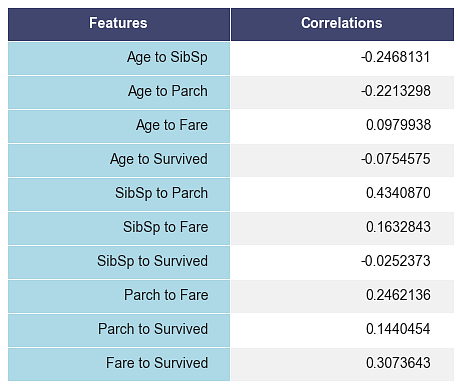 Features Correlations
Age to SibSp -0.2468131
Age to Parch -0.2213298
Age to Fare 0.0979938
Age to Survived -0.0754575
SibSp to Parch 0.4340870
SibSp to Fare 0.1632843
SibSp to Survived -0.0252373
Parch to Fare 0.2462136
Parch to Survived 0.1440454
Fare to Survived 0.3073643